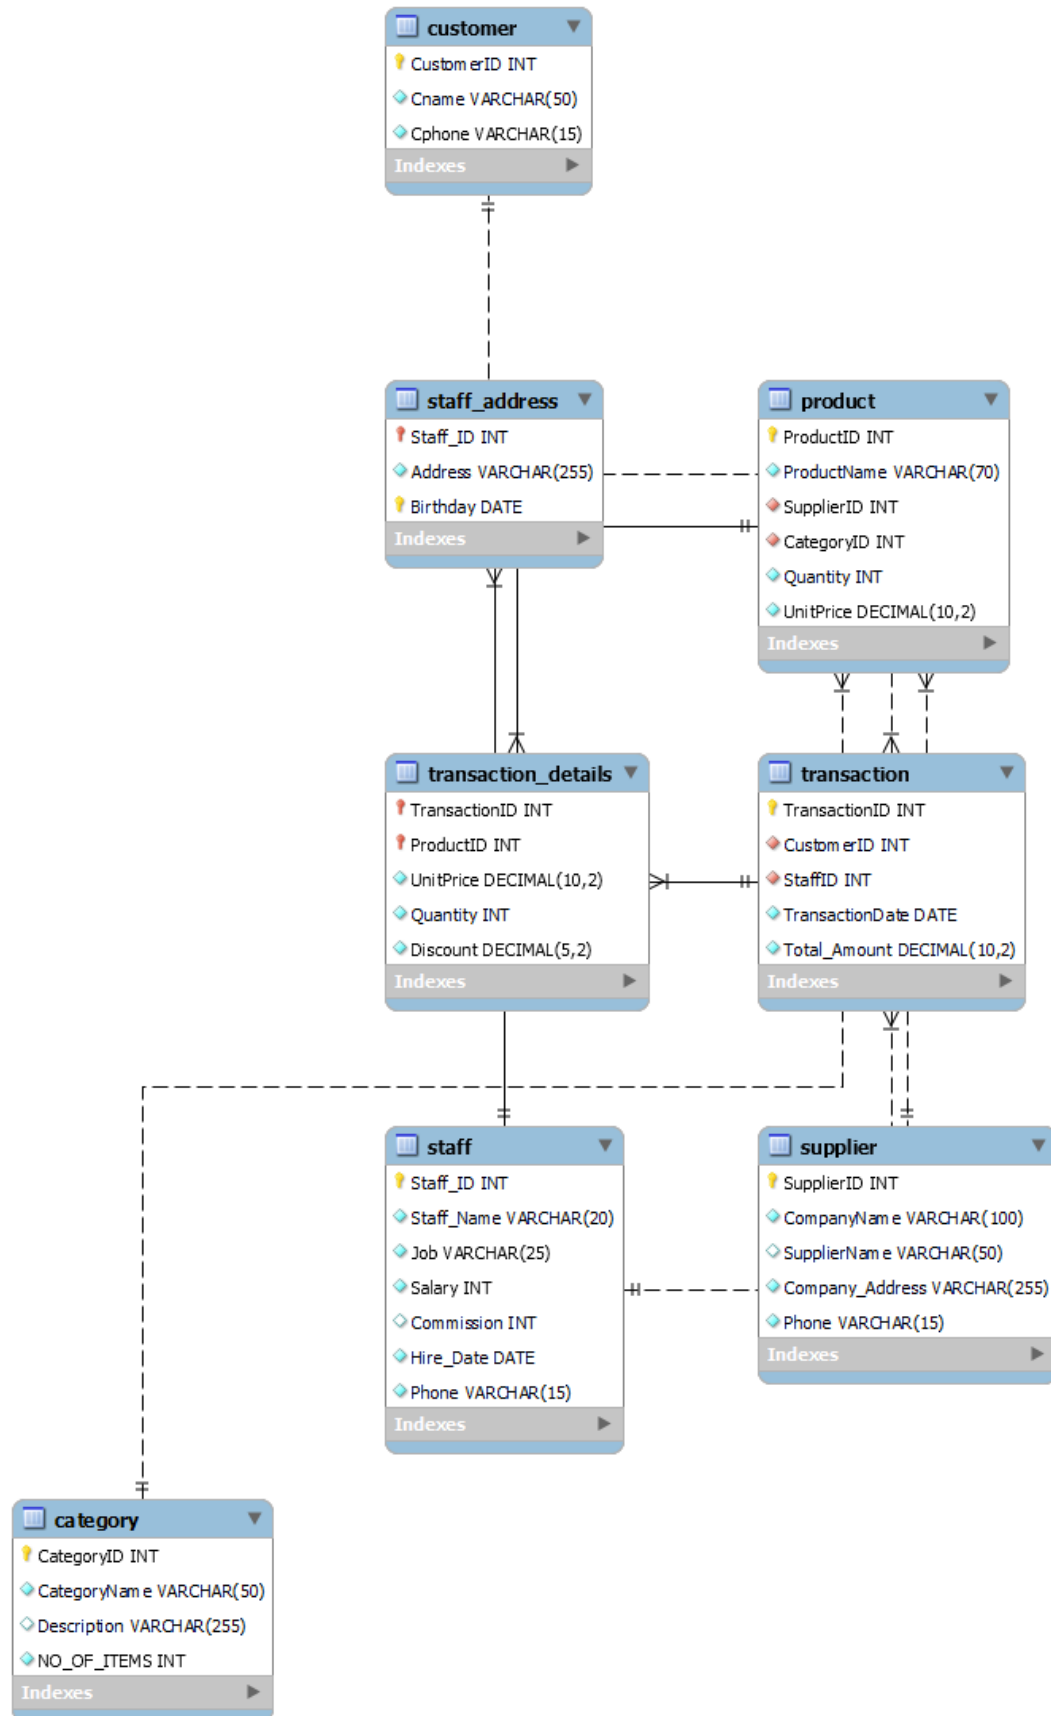 customer
CustomerID INT
Cname VARCHAR(50)
Cphone VARCHAR(15)
Indexes
staff_address
Staff_ID INT
Address VARCHAR(255)
Birthday DATE
Indexes
product
ProductID INT
ProductName VARCHAR(70)
SupplierID INT
CategoryID INT
Quantity INT
UnitPrice DECIMAL(10,2)
Indexes
transaction_details
TransactionID INT
ProductID INT
UnitPrice DECIMAL(10,2)
Quantity INT
Discount DECIMAL(5,2)
Indexes
transaction
TransactionID INT
CustomerID INT
StaffID INT
TransactionDate DATE
Total_Amount DECIMAL(10,2)
Indexes
staff
Staff_ID INT
Staff_Name VARCHAR(20)
Job VARCHAR(25)
Salary INT
Commission INT
Hire_Date DATE
Phone VARCHAR(15)
Indexes
supplier
SupplierID INT
CompanyName VARCHAR(100)
SupplierName VARCHAR(50)
Company_Address VARCHAR(255)
Phone VARCHAR(15)
Indexes
category
CategoryID INT
CategoryName VARCHAR(50)
Description VARCHAR(255)
NO_OF_ITEMS INT
Indexes